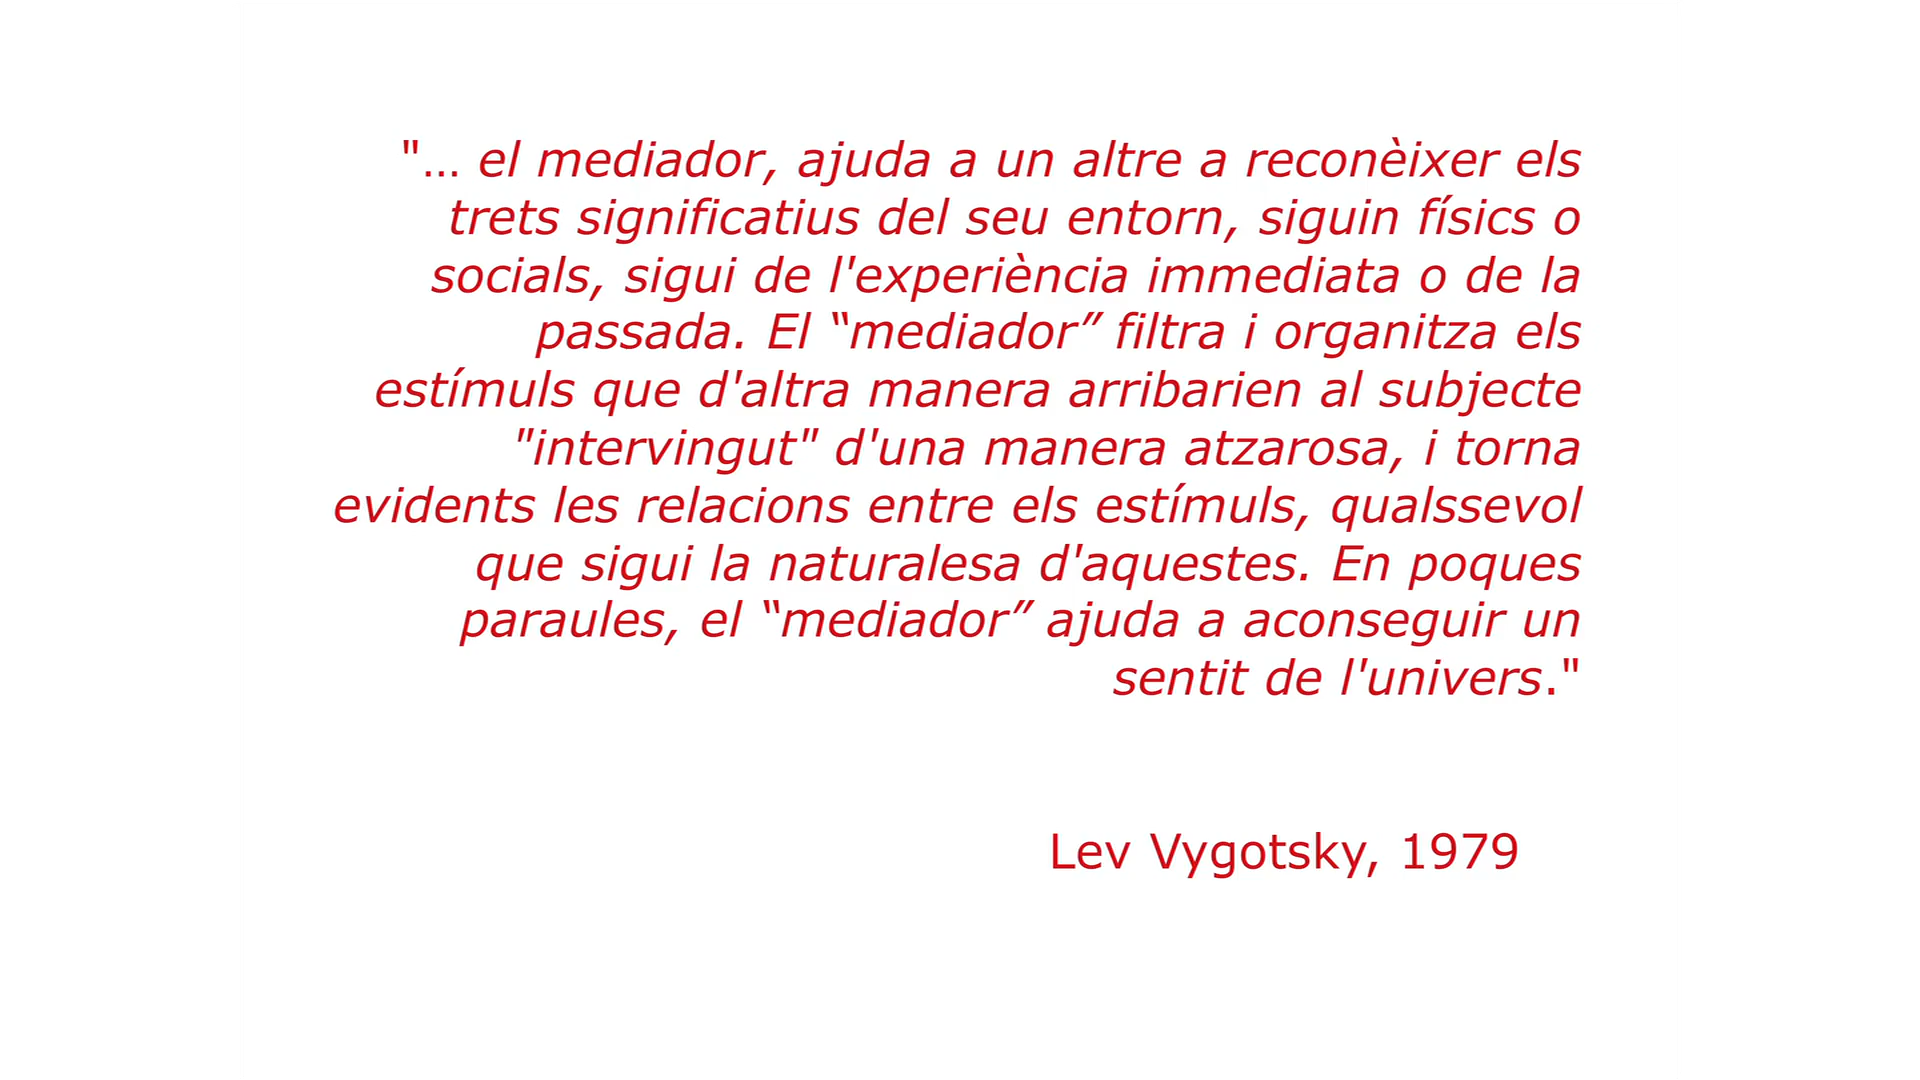 "… el mediador, ajuda a un altre a reconèixer els
trets significatius del seu entorn, siguin físics o
socials, sigui de l'experiència immediata o de la
passada. El “mediador” filtra i organitza els
estímuls que d'altra manera arribarien al subjecte
"intervingut" d'una manera atzarosa, i torna
evidents les relacions entre els estímuls, qualssevol
que sigui la naturalesa d'aquestes. En poques
paraules, el “mediador” ajuda a aconseguir un
sentit de l'univers."
Lev Vygotsky, 1979